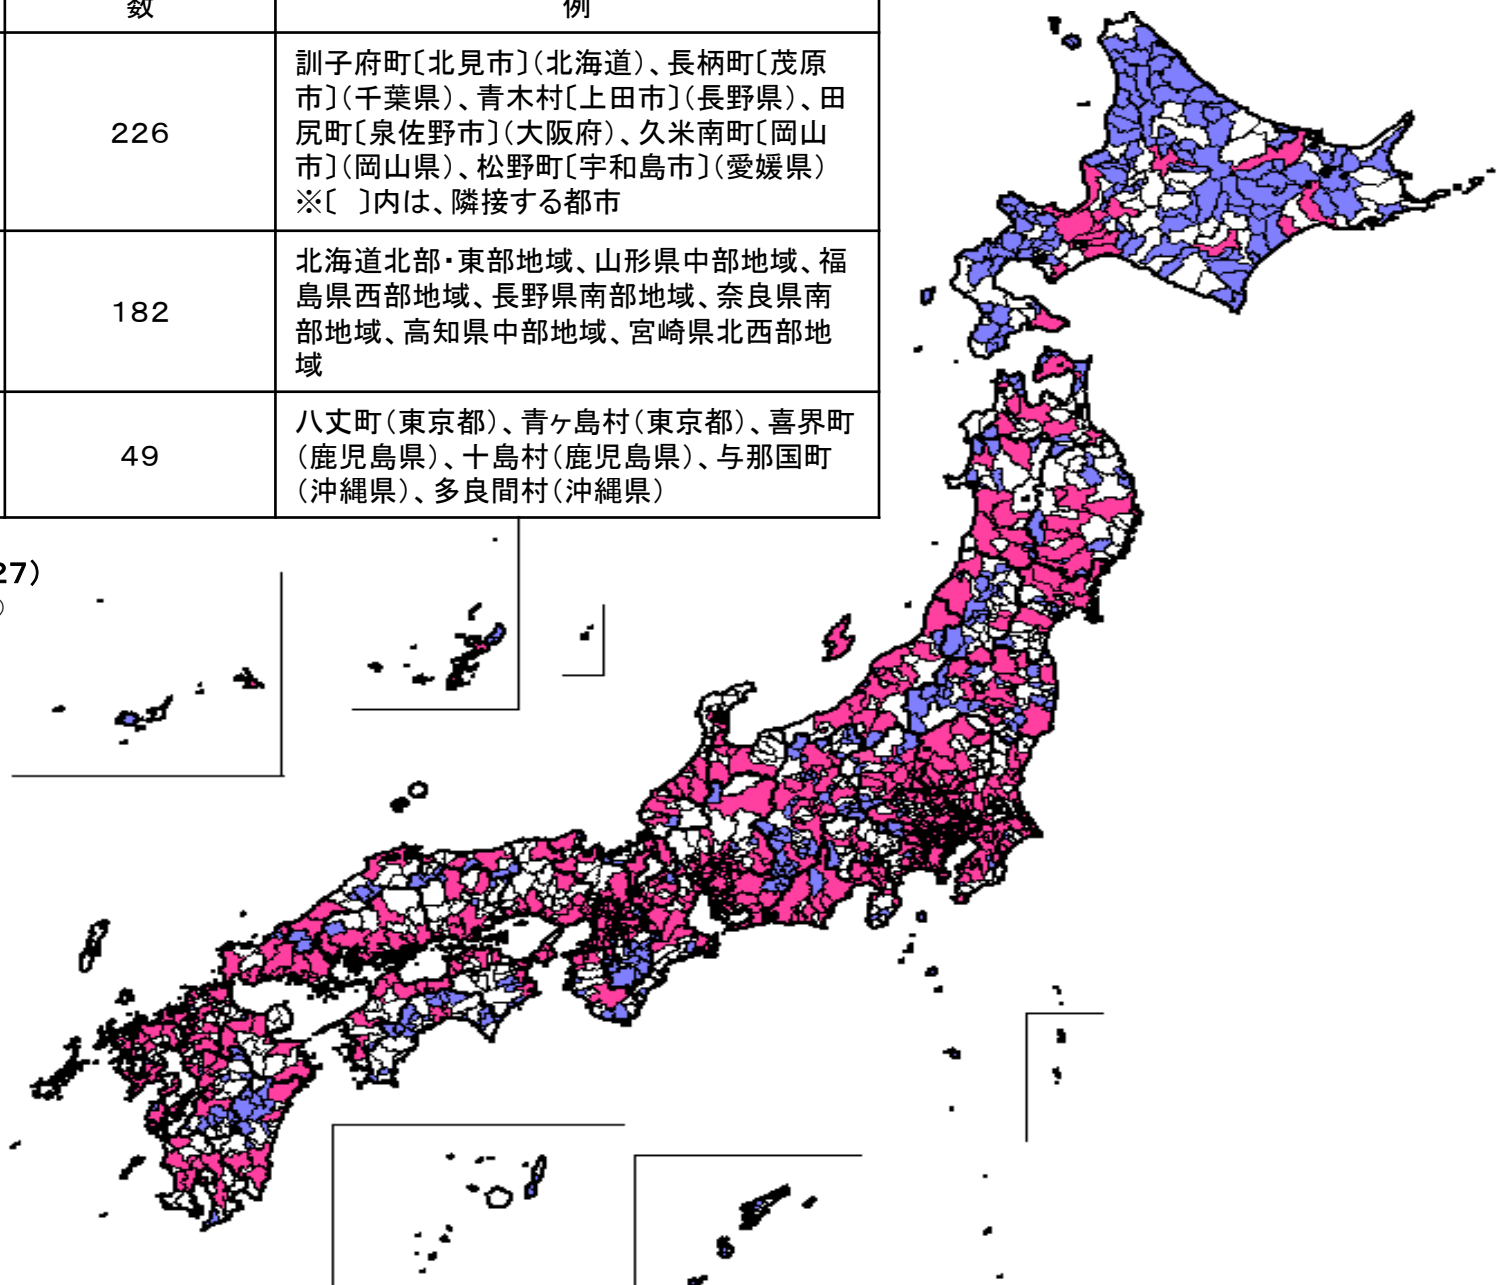 数
例
226
訓子府町〔北見市〕(北海道)、長柄町〔茂原
市〕(千葉県)、青木村〔上田市〕(長野県)、田
尻町〔泉佐野市〕(大阪府)、久米南町〔岡山
市〕(岡山県)、松野町〔宇和島市〕(愛媛県)
※〔 〕内は、隣接する都市
182
北海道北部・東部地域、山形県中部地域、福
島県西部地域、長野県南部地域、奈良県南
部地域、高知県中部地域、宮崎県北西部地
域
49
八丈町(東京都)、青ヶ島村(東京都)、喜界町
(鹿児島県)、十島村(鹿児島県)、与那国町
(沖縄県)、多良間村(沖縄県)
27)